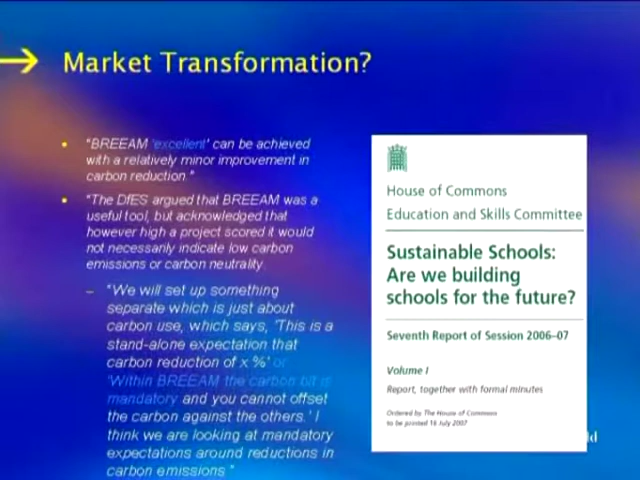 Market Transformation?
"BREEAM 'excellent' can be achieved
with a relatively minor improvement in
carbon reduction."
"The DfES argued that BREEAM was a
useful tool, but acknowledged that
however high a project scored it would
not necessarily indicate low carbon
emissions or carbon neutrality.
– "We will set up something
separate which is just about
carbon use, which says, 'This is a
stand-alone expectation that
carbon reduction of x %' or
'Within BREEAM the carbon bit is
mandatory and you cannot offset
the carbon against the others.' I
think we are looking at mandatory
expectations around reductions in
carbon emissions."
House of Commons
Education and Skills Committee
Sustainable Schools:
Are we building
schools for the future?
Seventh Report of Session 2006–07
Volume I
Report, together with formal minutes
Ordered by The House of Commons
to be printed 16 July 2007
ld